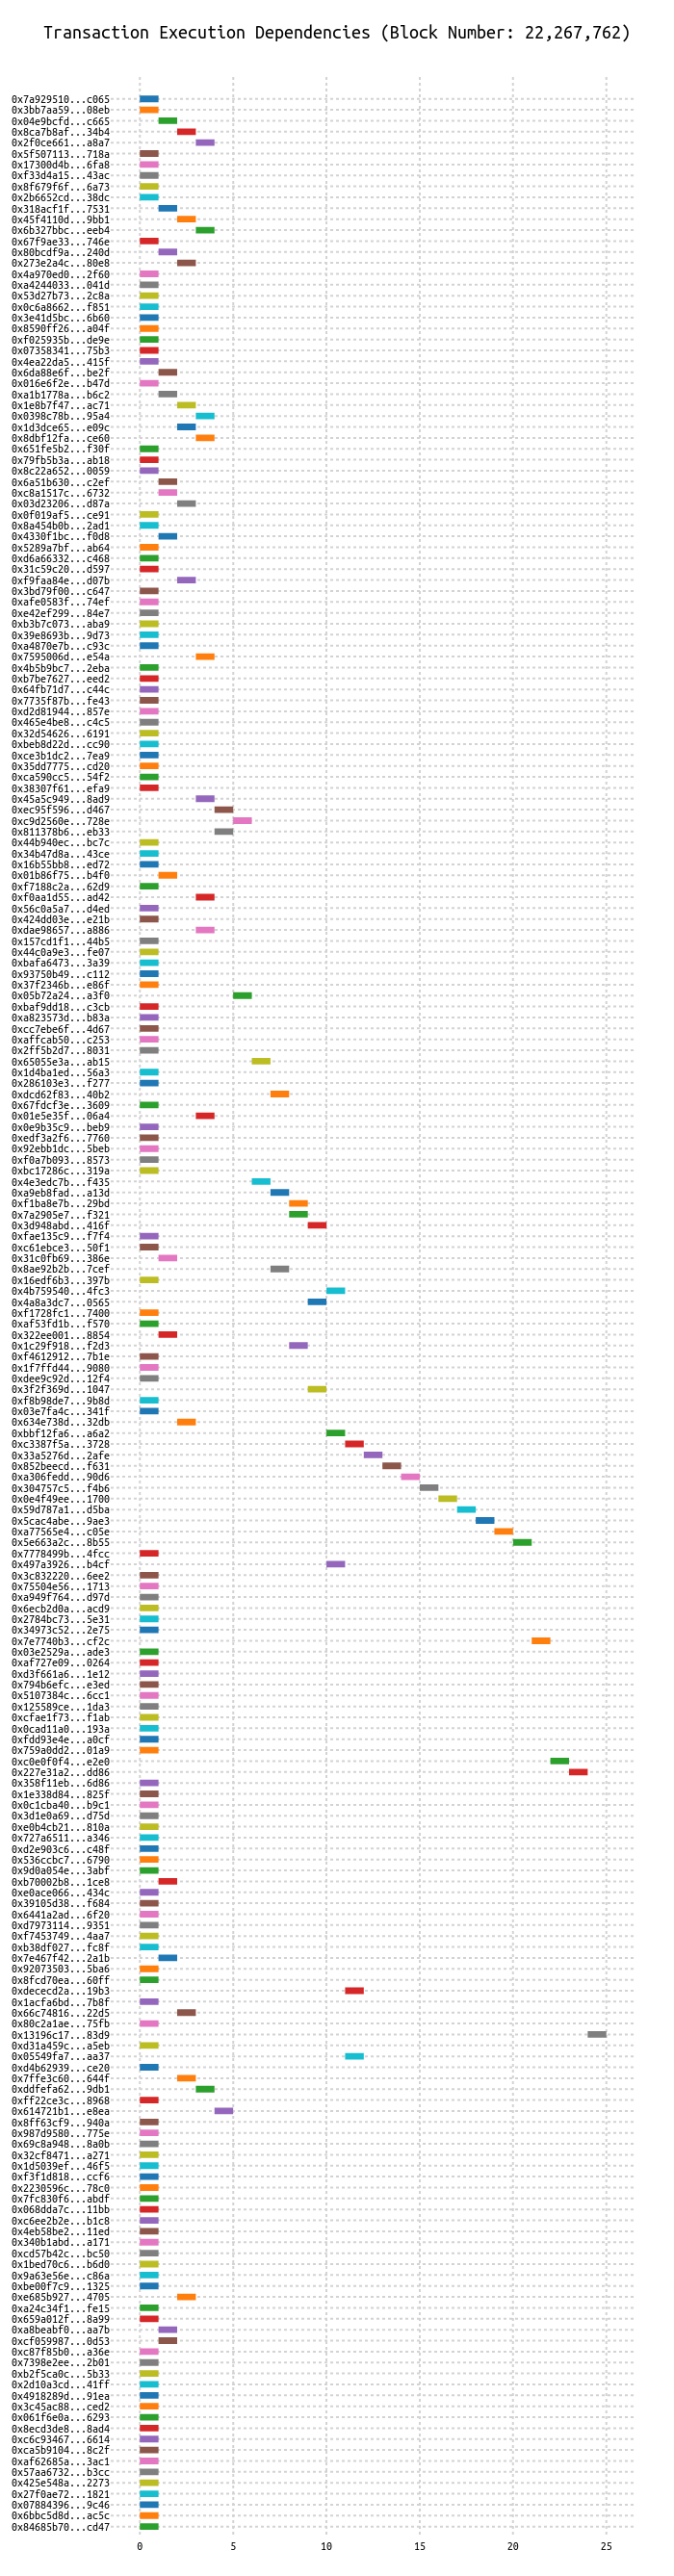 Transaction Execution Dependencies (Block Number: 22,267,762)
0x7a929510...c065
0x3bb7aa59...08eb
0x04e9bcfd...c665
0x8ca7b8af...34b4
0x2f0ce661...a8a7
0x5f507113...718a
0x17300d4b...6fa8
0xf33d4a15...43ac
0x8f679f6f...6a73
0x2b6652cd...38dc
0x318acf1f...7531
0x45f4110d...9bb1
0x6b327bbc...eeb4
0x67f9ae33...746e
0x80bcdf9a...240d
0x273e2a4c...80e8
0x4a970ed0...2f60
0xa4244033...041d
0x53d27b73...2c8a
0x0c6a8662...f851
0x3e41d5bc...6b60
0x8590ff26...a04f
0xf025935b...de9e
0x07358341...75b3
0x4ea22da5...415f
0x6da88e6f...be2f
0x016e6f2e...b47d
0xa1b1778a...b6c2
0x1e8b7f47...ac71
0x0398c78b...95a4
0x1d3dce65...e09c
0x8dbf12fa...ce60
0x651fe5b2...f30f
0x79fb5b3a...ab18
0x8c22a652...0059
0x6a51b630...c2ef
0xc8a1517c...6732
0x03d23206...d87a
0x0f019af5...ce91
0x8a454b0b...2ad1
0x4330f1bc...f0d8
0x5289a7bf...ab64
0xd6a66332...c468
0x31c59c20...d597
0xf9faa84e...d07b
0x3bd79f00...c647
0xafe0583f...74ef
0xe42ef299...84e7
0xb3b7c073...aba9
0x39e8693b...9d73
0xa4870e7b...c93c
0x7595006d...e54a
0x4b5b9bc7...2eba
0xb7be7627...eed2
0x64fb71d7...c44c
0x7735f87b...fe43
0xd2d81944...857e
0x465e4be8...c4c5
0x32d54626...6191
0xbeb8d22d...cc90
0xce3b1dc2...7ea9
0x35dd7775...cd20
0xca590cc5...54f2
0x38307f61...efa9
0x45a5c949...8ad9
0xec95f596...d467
0xc9d2560e...728e
0x811378b6...eb33
0x44b940ec...bc7c
0x34b47d8a...43ce
0x16b55bb8...ed72
0x01b86f75...b4f0
0xf7188c2a...62d9
0xf0aa1d55...ad42
0x56c0a5a7...d4ed
0x424dd03e...e21b
0xdae98657...a886
0x157cd1f1...44b5
0x44c0a9e3...fe07
0xbafa6473...3a39
0x93750b49...c112
0x37f2346b...e86f
0x05b72a24...a3f0
0xbaf9dd18...c3cb
0xa823573d...b83a
0xcc7ebe6f...4d67
0xaffcab50...c253
0x2ff5b2d7...8031
0x65055e3a...ab15
0x1d4ba1ed...56a3
0x286103e3...f277
0xdcd62f83...40b2
0x67fdcf3e...3609
0x01e5e35f...06a4
0x0e9b35c9...beb9
0xedf3a2f6...7760
0x92ebb1dc...5beb
0xf0a7b093...8573
0xbc17286c...319a
0x4e3edc7b...f435
0xa9eb8fad...a13d
0xf1ba8e7b...29bd
0x7a2905e7...f321
0x3d948abd...416f
0xfae135c9...f7f4
0xc61ebce3...50f1
0x31c0fb69...386e
0x8ae92b2b...7cef
0x16edf6b3...397b
0x4b759540...4fc3
0x4a8a3dc7...0565
0xf1728fc1...7400
0xaf53fd1b...f570
0x322ee001...8854
0x1c29f918...f2d3
0xf4612912...7b1e
0x1f7ffd44...9080
0xdee9c92d...12f4
0x3f2f369d...1047
0xf8b98de7...9b8d
0x03e7fa4c...341f
0x634e738d...32db
0xbbf12fa6...a6a2
0xc3387f5a...3728
0x33a5276d...2afe
0x852beecd...f631
0xa306fedd...90d6
0x304757c5...f4b6
0x0e4f49ee...1700
0x59d787a1...d5ba
0x5cac4abe...9ae3
0xa77565e4...c05e
0x5e663a2c...8b55
0x7778499b...4fcc
0x497a3926...b4cf
0x3c832220...6ee2
0x75504e56...1713
0xa949f764...d97d
0x6ecb2d0a...acd9
0x2784bc73...5e31
0x34973c52...2e75
0x7e7740b3...cf2c
0x03e2529a...ade3
0xaf727e09...0264
0xd3f661a6...1e12
0x794b6efc...e3ed
0x5107384c...6cc1
0x125589ce...1da3
0xcfae1f73...f1ab
0x0cad11a0...193a
0xfdd93e4e...a0cf
0x759a0dd2...01a9
0xc0e0f0f4...e2e0
0x227e31a2...dd86
0x358f11eb...6d86
0x1e338d84...825f
0x0c1cba40...b9c1
0x3d1e0a69...d75d
0xe0b4cb21...810a
0x727a6511...a346
0xd2e903c6...c48f
0x536ccbc7...6790
0x9d0a054e...3abf
0xb70002b8...1ce8
0xe0ace066...434c
0x39105d38...f684
0x6441a2ad...6f20
0xd7973114...9351
0xf7453749...4aa7
0xb38df027...fc8f
0x7e467f42...2a1b
0x92073503...5ba6
0x8fcd70ea...60ff
0xdececd2a...19b3
0x1acfa6bd...7b8f
0x66c74816...22d5
0x80c2a1ae...75fb
0x13196c17...83d9
0xd31a459c...a5eb
0x05549fa7...aa37
0xd4b62939...ce20
0x7ffe3c60...644f
0xddfefa62...9db1
0xff22ce3c...8968
0x614721b1...e8ea
0x8ff63cf9...940a
0x987d9580...775e
0x69c8a948...8a0b
0x32cf8471...a271
0x1d5039ef...46f5
0xf3f1d818...ccf6
0x2230596c...78c0
0x7fc830f6...abdf
0x068dda7c...11bb
0xc6ee2b2e...b1c8
0x4eb58be2...11ed
0x340b1abd...a171
0xcd57b42c...bc50
0x1bed70c6...b6d0
0x9a63e56e...c86a
0xbe00f7c9...1325
0xe685b927...4705
0xa24c34f1...fe15
0x659a012f...8a99
0xa8beabf0...aa7b
0xcf059987...0d53
0xc87f85b0...a36e
0x7398e2ee...2b01
0xb2f5ca0c...5b33
0x2d10a3cd...41ff
0x4918289d...91ea
0x3c45ac88...ced2
0x061f6e0a...6293
0x8ecd3de8...8ad4
0xc6c93467...6614
0xca5b9104...8c2f
0xaf62685a...3ac1
0x57aa6732...b3cc
0x425e548a...2273
0x27f0ae72...1821
0x07884396...9c46
0x6bbc5d8d...ac5c
0x84685b70...cd47
0 5 10 15 20 25